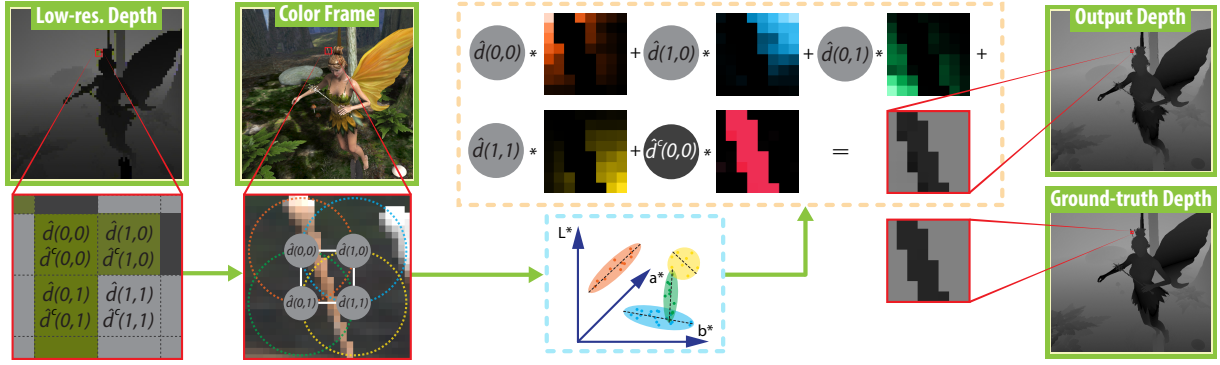 Low-res. Depth
Color Frame
d̂(0,0) * + d̂(1,0) * + d̂(0,1) * +
d̂(1,1) * + d̂ᶜ(0,0) * =
Output Depth
Ground-truth Depth
d̂(0,0) d̂(1,0)
d̂ᶜ(0,0) d̂ᶜ(1,0)
d̂(0,1) d̂(1,1)
d̂ᶜ(0,1) d̂ᶜ(1,1)
d̂(0,0) d̂(1,0)
d̂(0,1) d̂(1,1)
L*
a*
b*